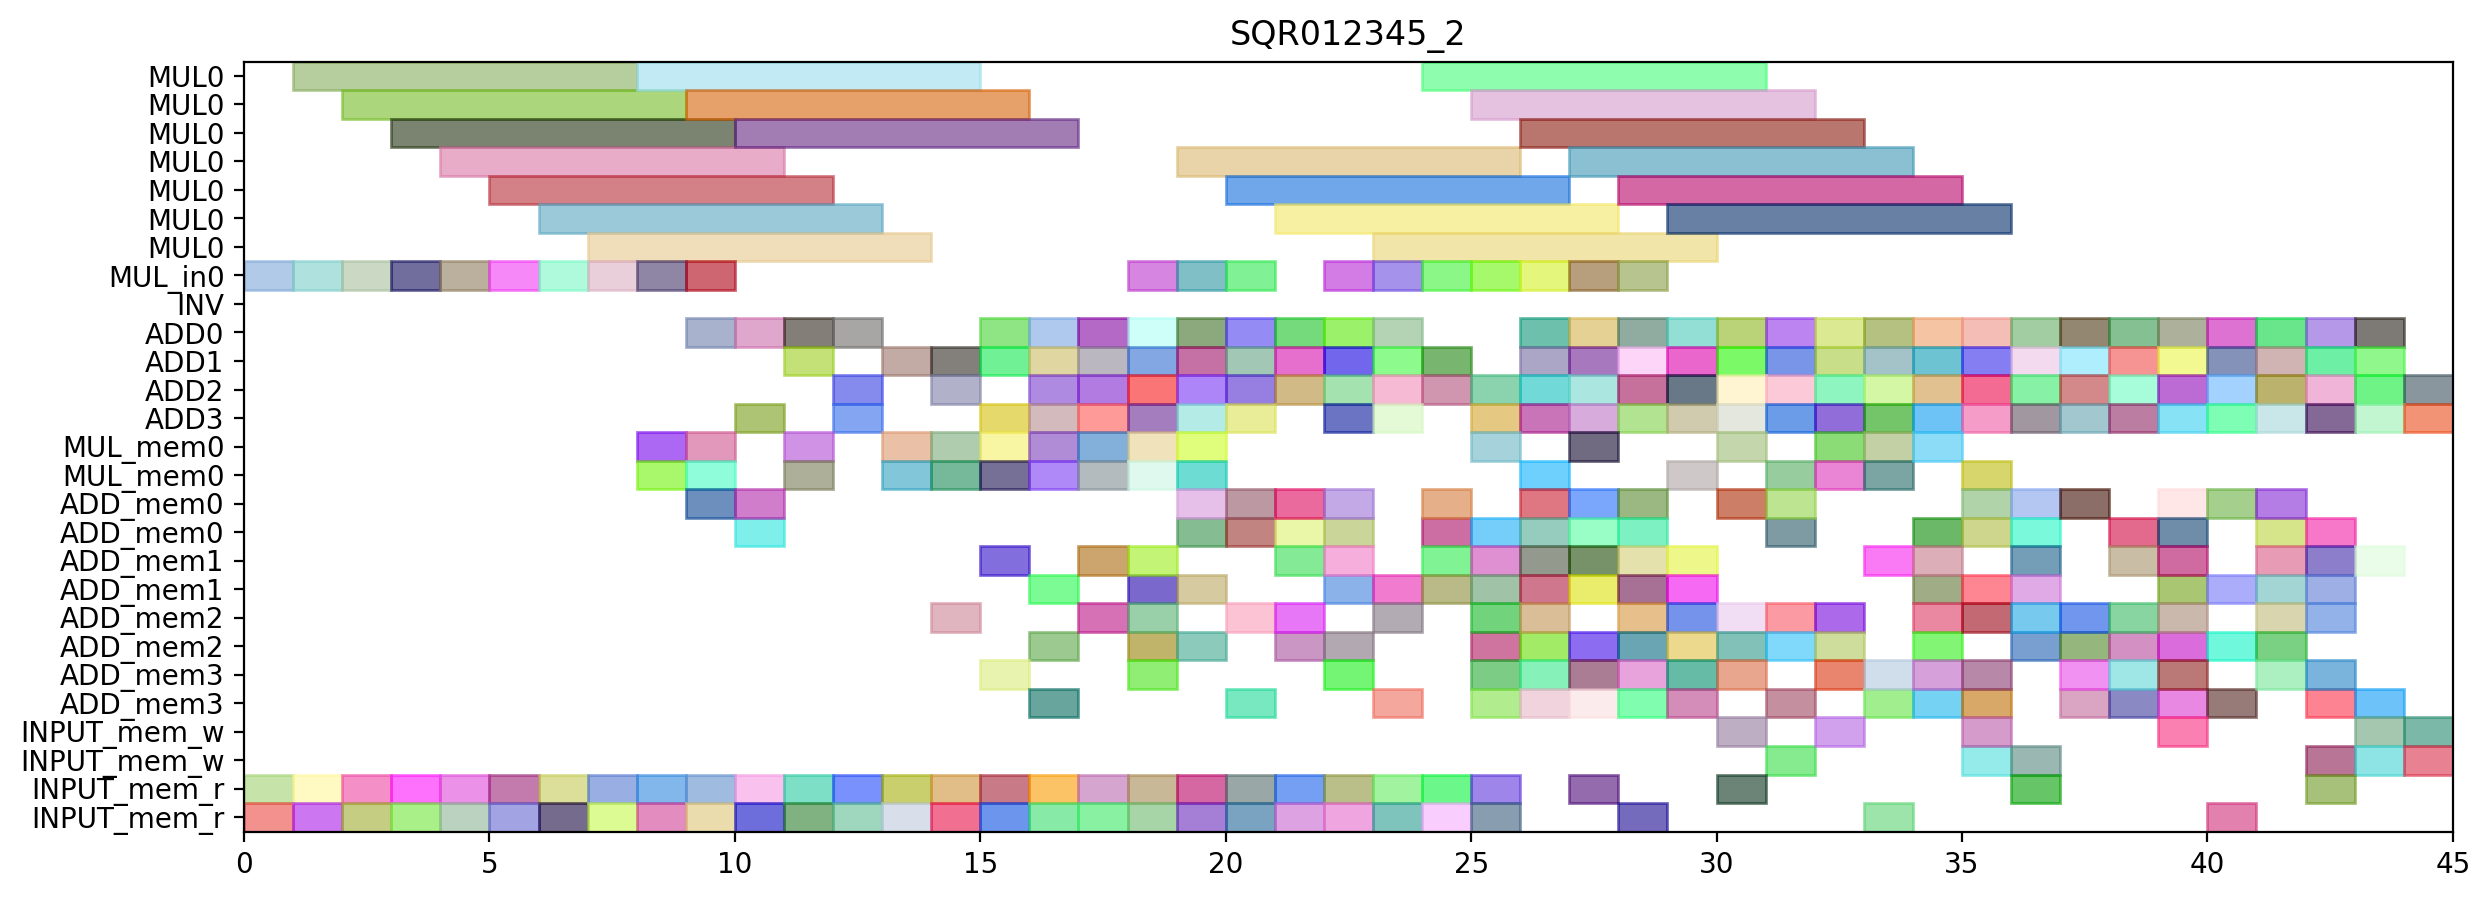 SQR012345_2
MUL0
MUL0
MUL0
MUL0
MUL0
MUL0
MUL0
MUL_in0
INV
ADD0
ADD1
ADD2
ADD3
MUL_mem0
MUL_mem0
ADD_mem0
ADD_mem0
ADD_mem1
ADD_mem1
ADD_mem2
ADD_mem2
ADD_mem3
ADD_mem3
INPUT_mem_w
INPUT_mem_w
INPUT_mem_r
INPUT_mem_r
0 5 10 15 20 25 30 35 40 45